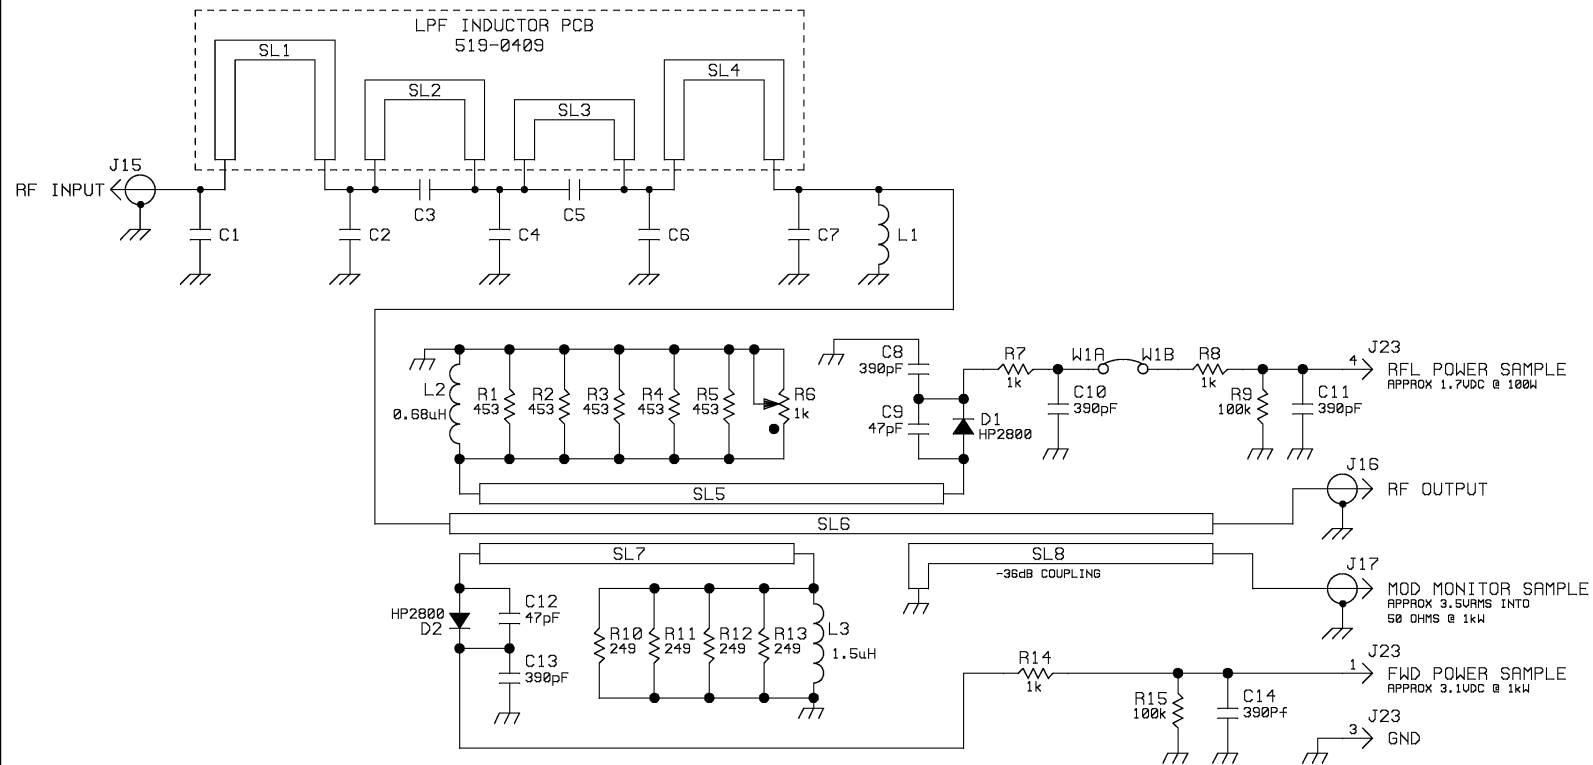 LPF INDUCTOR PCB
519-0409
SL1
SL2
SL3
SL4
J15
RF INPUT
C1
C2
C3
C4
C5
C6
C7
L1
L2
0.68uH
R1
453
R2
453
R3
453
R4
453
R5
453
R6
1k
C8
390pF
C9
47pF
D1
HP2800
R7
1k
W1A
W1B
C10
390pF
R8
1k
R9
100k
C11
390pF
J23
4
RFL POWER SAMPLE
APPROX 1.7VDC @ 100W
SL5
SL6
J16
RF OUTPUT
SL7
SL8
-36dB COUPLING
J17
MOD MONITOR SAMPLE
APPROX 3.5VRMS INTO
50 OHMS @ 1kW
HP2800
D2
C12
47pF
C13
390pF
R10
249
R11
249
R12
249
R13
249
L3
1.5uH
R14
1k
R15
100k
C14
390Pf
J23
1
FWD POWER SAMPLE
APPROX 3.1VDC @ 1kW
J23
3
GND